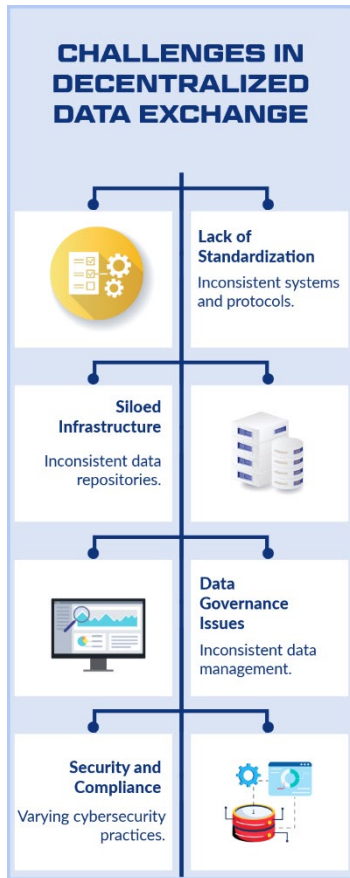 CHALLENGES IN
DECENTRALIZED
DATA EXCHANGE
Lack of
Standardization
Inconsistent systems
and protocols.
Siloed
Infrastructure
Inconsistent data
repositories.
Data
Governance
Issues
Inconsistent data
management.
Security and
Compliance
Varying cybersecurity
practices.